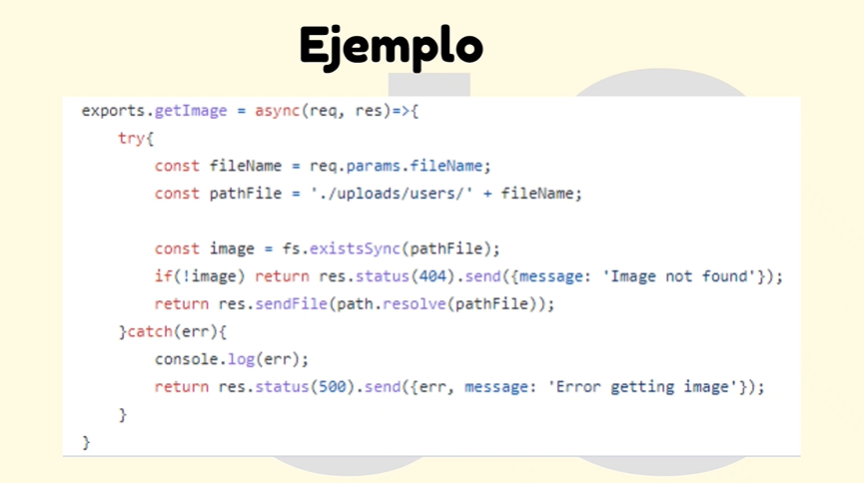 Ejemplo
exports.getImage = async(req, res)=>{
try{
const fileName = req.params.fileName;
const pathFile = './uploads/users/' + fileName;
const image = fs.existsSync(pathFile);
if(!image) return res.status(404).send({message: 'Image not found'});
return res.sendFile(path.resolve(pathFile));
}catch(err){
console.log(err);
return res.status(500).send({err, message: 'Error getting image'});
}
}